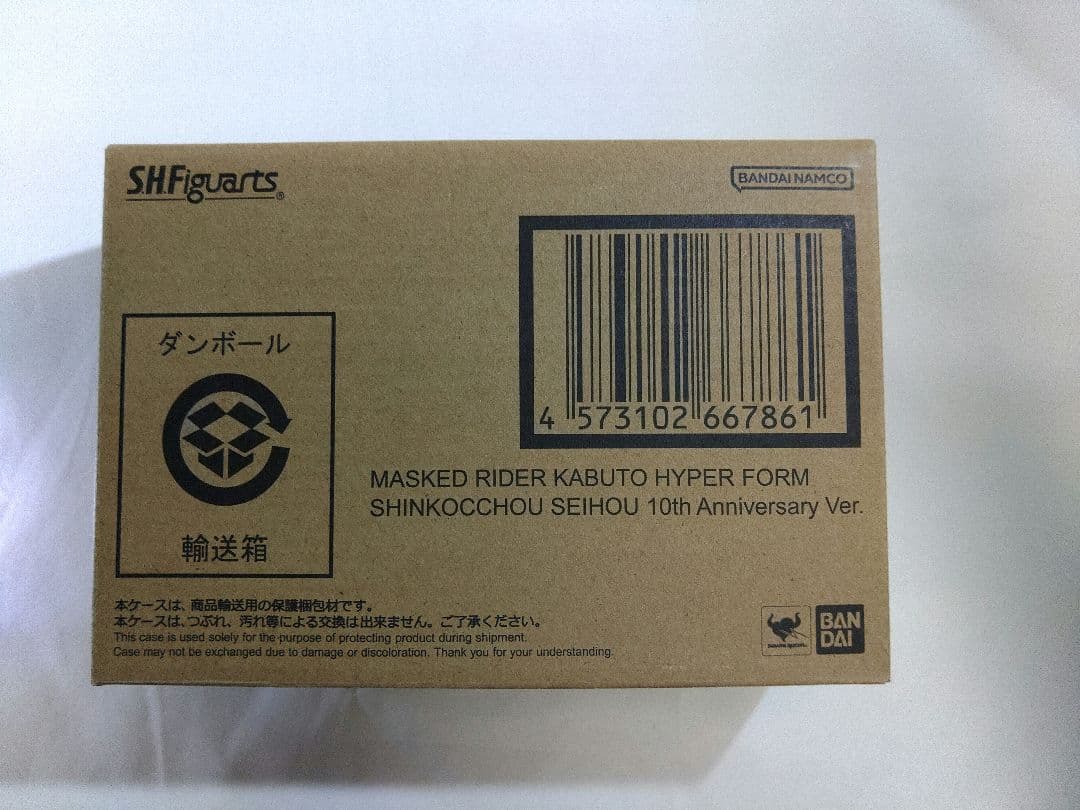 S.H.Figuarts®
BANDAI NAMCO
4 573102 667861
ダンボール
輸送箱
MASKED RIDER KABUTO HYPER FORM
SHINKOCCHOU SEIHOU 10th Anniversary Ver.
本ケースは、商品輸送用の保護梱包材です。
本ケースは、つぶれ、汚れ等による交換は出来ません。ご了承ください。
This case is used solely for the purpose of protecting product during shipment.
Case may not be exchanged due to damage or discoloration. Thank you for your understanding.
BAN
DAI